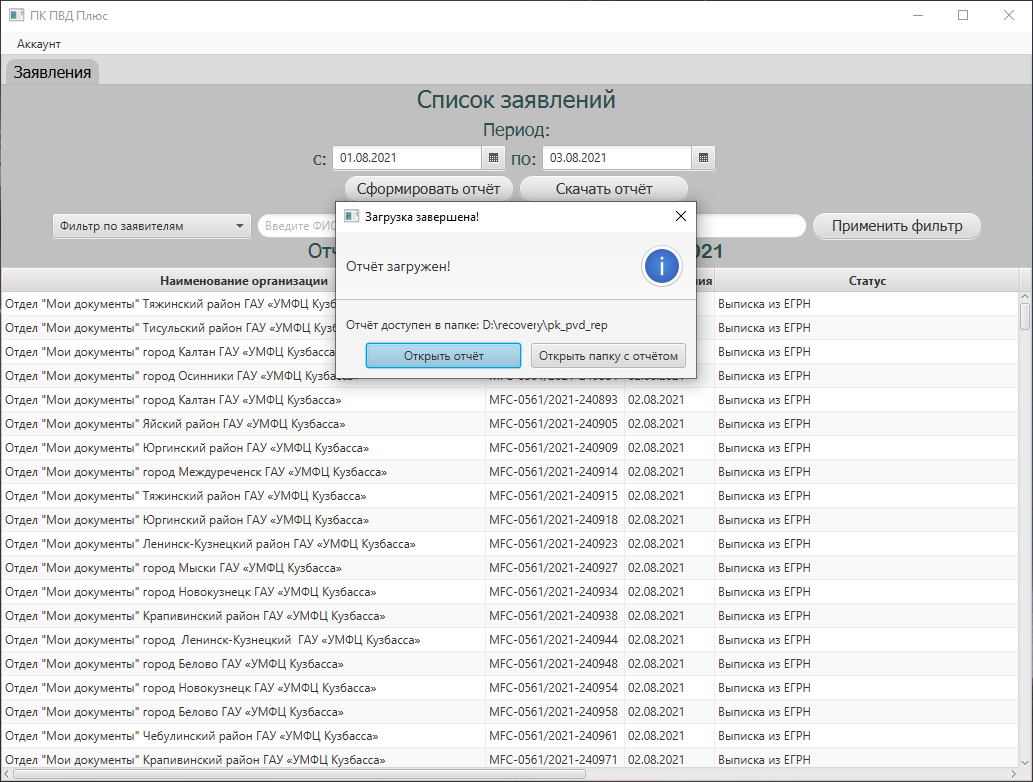 ПК ПВД Плюс
Аккаунт
Заявления
Список заявлений
Период:
с: 01.08.2021 по: 03.08.2021
Сформировать отчёт Скачать отчёт
Фильтр по заявителям Введите Применить фильтр
Загрузка завершена!
Отчёт загружен!
Отчёт доступен в папке: D:\recovery\pk_pvd_rep
Открыть отчёт Открыть папку с отчётом
Наименование организации Статус
Отдел "Мои документы" Тяжинский район ГАУ «УМФЦ Выписка из ЕГРН
Отдел "Мои документы" Тисульский район ГАУ «УМФЦ Выписка из ЕГРН
Отдел "Мои документы" город Калтан ГАУ «УМФЦ Выписка из ЕГРН
Отдел "Мои документы" город Осинники ГАУ «УМФЦ Выписка из ЕГРН
Отдел "Мои документы" город Калтан ГАУ «УМФЦ Кузбасса» MFC-0561/2021-240893 02.08.2021 Выписка из ЕГРН
Отдел "Мои документы" Яйский район ГАУ «УМФЦ Кузбасса» MFC-0561/2021-240905 02.08.2021 Выписка из ЕГРН
Отдел "Мои документы" Юргинский район ГАУ «УМФЦ Кузбасса» MFC-0561/2021-240909 02.08.2021 Выписка из ЕГРН
Отдел "Мои документы" город Междуреченск ГАУ «УМФЦ Кузбасса» MFC-0561/2021-240914 02.08.2021 Выписка из ЕГРН
Отдел "Мои документы" Тяжинский район ГАУ «УМФЦ Кузбасса» MFC-0561/2021-240915 02.08.2021 Выписка из ЕГРН
Отдел "Мои документы" Юргинский район ГАУ «УМФЦ Кузбасса» MFC-0561/2021-240918 02.08.2021 Выписка из ЕГРН
Отдел "Мои документы" Ленинск-Кузнецкий район ГАУ «УМФЦ Кузбасса» MFC-0561/2021-240923 02.08.2021 Выписка из ЕГРН
Отдел "Мои документы" город Мыски ГАУ «УМФЦ Кузбасса» MFC-0561/2021-240927 02.08.2021 Выписка из ЕГРН
Отдел "Мои документы" город Новокузнецк ГАУ «УМФЦ Кузбасса» MFC-0561/2021-240934 02.08.2021 Выписка из ЕГРН
Отдел "Мои документы" Крапивинский район ГАУ «УМФЦ Кузбасса» MFC-0561/2021-240938 02.08.2021 Выписка из ЕГРН
Отдел "Мои документы" город Ленинск-Кузнецкий ГАУ «УМФЦ Кузбасса» MFC-0561/2021-240944 02.08.2021 Выписка из ЕГРН
Отдел "Мои документы" город Белово ГАУ «УМФЦ Кузбасса» MFC-0561/2021-240948 02.08.2021 Выписка из ЕГРН
Отдел "Мои документы" город Новокузнецк ГАУ «УМФЦ Кузбасса» MFC-0561/2021-240954 02.08.2021 Выписка из ЕГРН
Отдел "Мои документы" город Белово ГАУ «УМФЦ Кузбасса» MFC-0561/2021-240958 02.08.2021 Выписка из ЕГРН
Отдел "Мои документы" Чебулинский район ГАУ «УМФЦ Кузбасса» MFC-0561/2021-240961 02.08.2021 Выписка из ЕГРН
Отдел "Мои документы" Крапивинский район ГАУ «УМФЦ Кузбасса» MFC-0561/2021-240971 02.08.2021 Выписка из ЕГРН